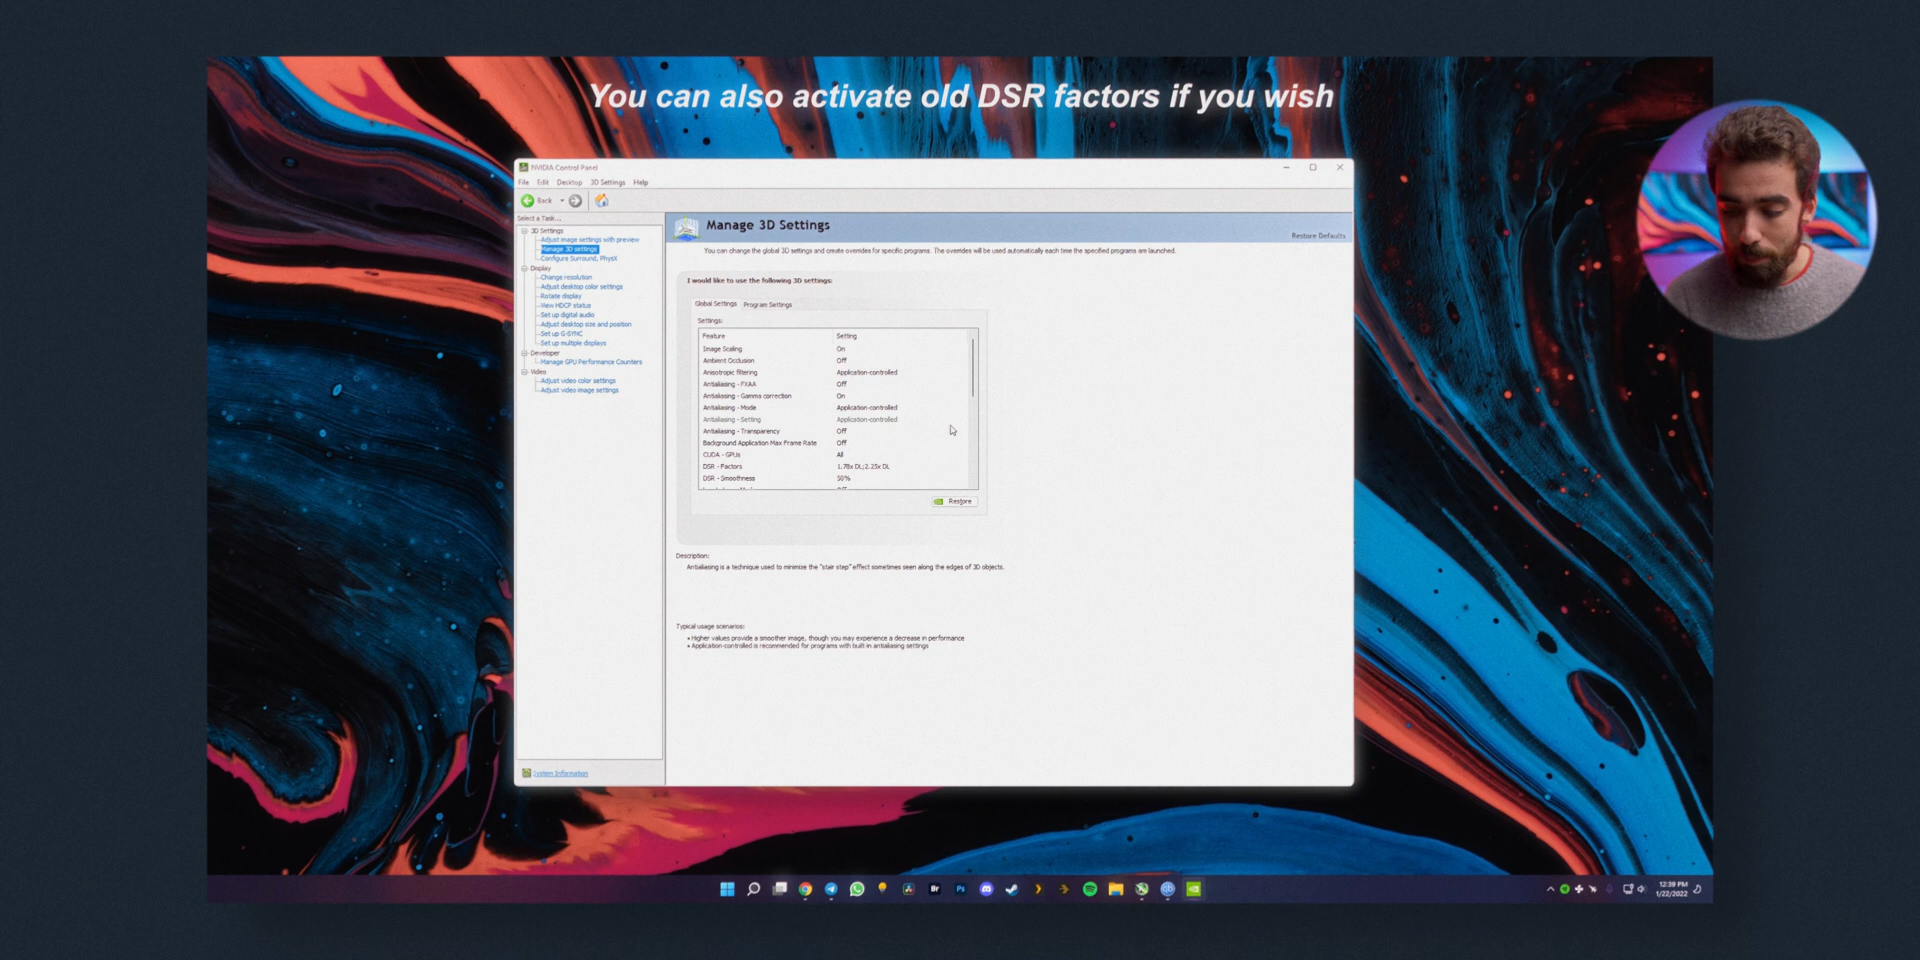 You can also activate old DSR factors if you wish
NVIDIA Control Panel
File Edit Desktop 3D Settings Help
Back
Select a Task...
3D Settings
Adjust image settings with preview
Manage 3D settings
Configure Surround, PhysX
Display
Change resolution
Adjust desktop color settings
Rotate display
View HDCP status
Set up digital audio
Adjust desktop size and position
Set up G-SYNC
Set up multiple displays
Developer
Manage GPU Performance Counters
Video
Adjust video color settings
Adjust video image settings
System Information
Manage 3D Settings
Restore Defaults
You can change the global 3D settings and create overrides for specific programs. The overrides will be used automatically each time the specified programs are launched.
I would like to use the following 3D settings:
Global Settings Program Settings
Settings:
Feature Setting
Image Scaling On
Ambient Occlusion Off
Anisotropic filtering Application-controlled
Antialiasing - FXAA Off
Antialiasing - Gamma correction On
Antialiasing - Mode Application-controlled
Antialiasing - Setting Application-controlled
Antialiasing - Transparency Off
Background Application Max Frame Rate Off
CUDA - GPUs All
DSR - Factors 1.78x DL;2.25x DL
DSR - Smoothness 50%
Restore
Description:
Antialiasing is a technique used to minimize the "stair step" effect sometimes seen along the edges of 3D objects.
Typical usage scenarios:
• Higher values provide a smoother image, though you may experience a decrease in performance
• Application-controlled is recommended for programs with built-in antialiasing settings
Br
Ps
12:39 PM
1/22/2022